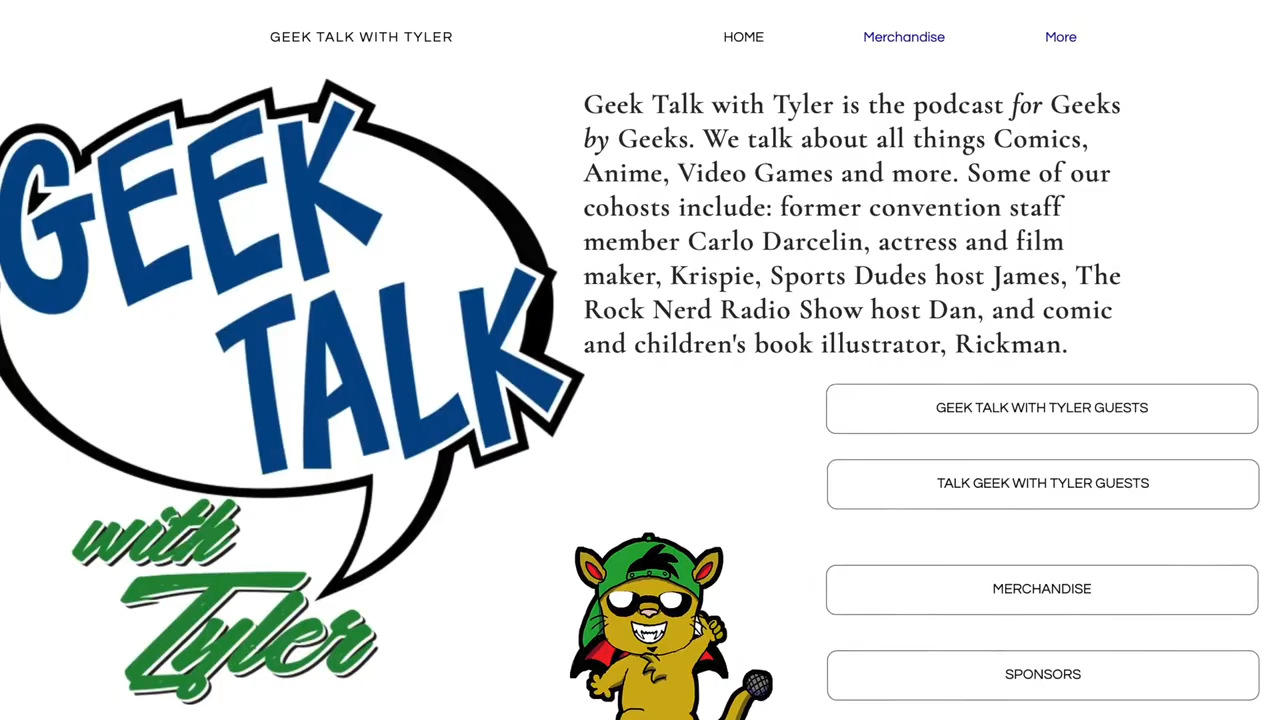 GEEK TALK WITH TYLER
HOME
Merchandise
More
GEEK
TALK
with
Tyler
Geek Talk with Tyler is the podcast for Geeks
by Geeks. We talk about all things Comics,
Anime, Video Games and more. Some of our
cohosts include: former convention staff
member Carlo Darcelin, actress and film
maker, Krispie, Sports Dudes host James, The
Rock Nerd Radio Show host Dan, and comic
and children's book illustrator, Rickman.
GEEK TALK WITH TYLER GUESTS
TALK GEEK WITH TYLER GUESTS
MERCHANDISE
SPONSORS